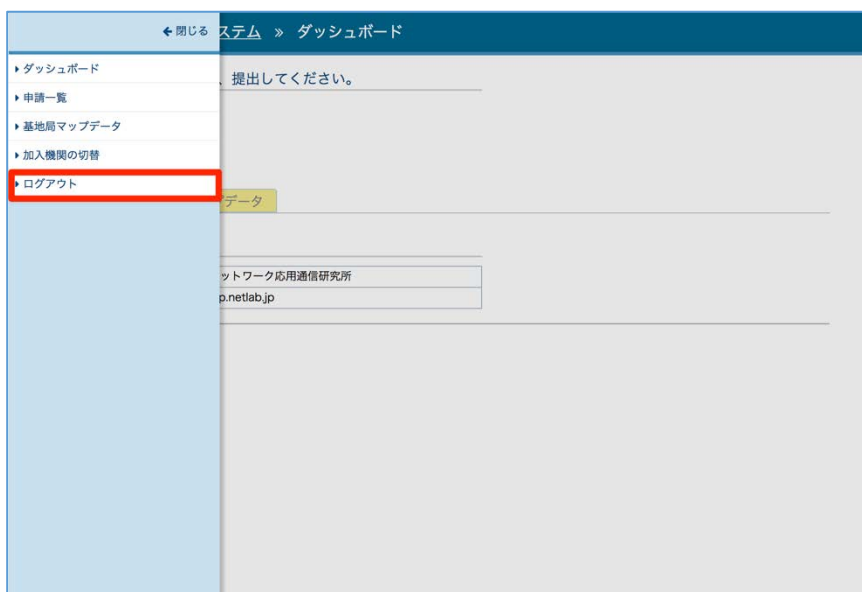 閉じる
ステム » ダッシュボード
ダッシュボード
申請一覧
基地局マップデータ
加入機関の切替
ログアウト
、提出してください。
データ
ットワーク応用通信研究所
p.netlab.jp